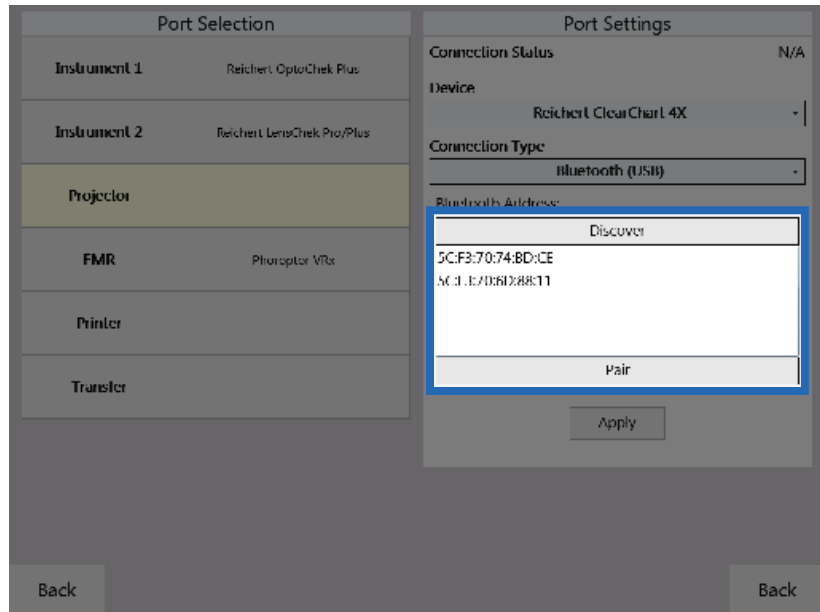 Port Selection
Instrument 1 Reichert OptoChek Plus
Instrument 2 Reichert LensChek Pro/Plus
Projector
FMR Phoroptor VRx
Printer
Transfer
Back
Port Settings
Connection Status N/A
Device
Reichert ClearChart 4X
Connection Type
Bluetooth (USB)
Bluetooth Address:
Discover
5C:F3:70:74:BD:CE
Pair
Apply
Back